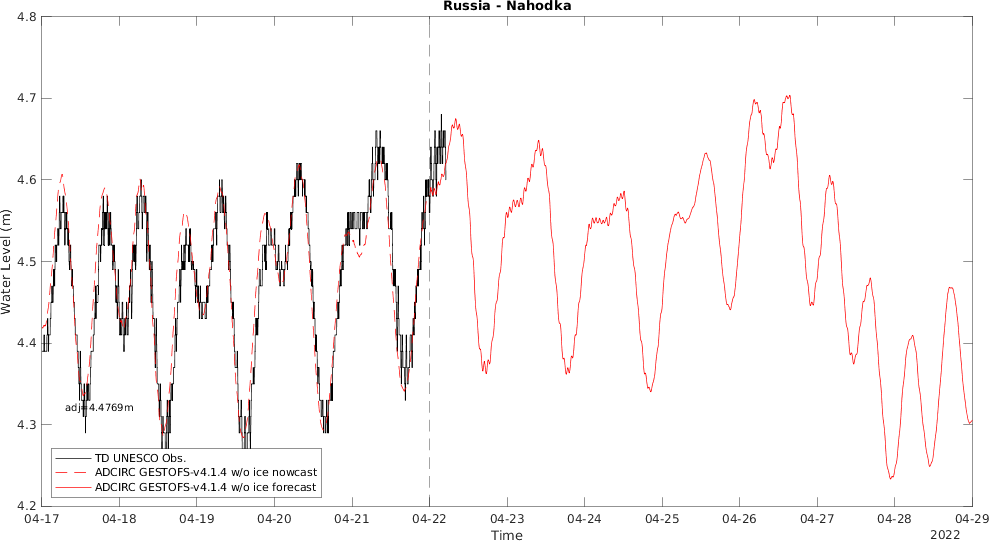 Russia - Nahodka
4.8
4.7
4.6
4.5
4.4
4.3
4.2
Water Level (m)
adj=4.4769m
TD UNESCO Obs.
ADCIRC GESTOFS-v4.1.4 w/o ice nowcast
ADCIRC GESTOFS-v4.1.4 w/o ice forecast
04-17 04-18 04-19 04-20 04-21 04-22 04-23 04-24 04-25 04-26 04-27 04-28 04-29
Time
2022